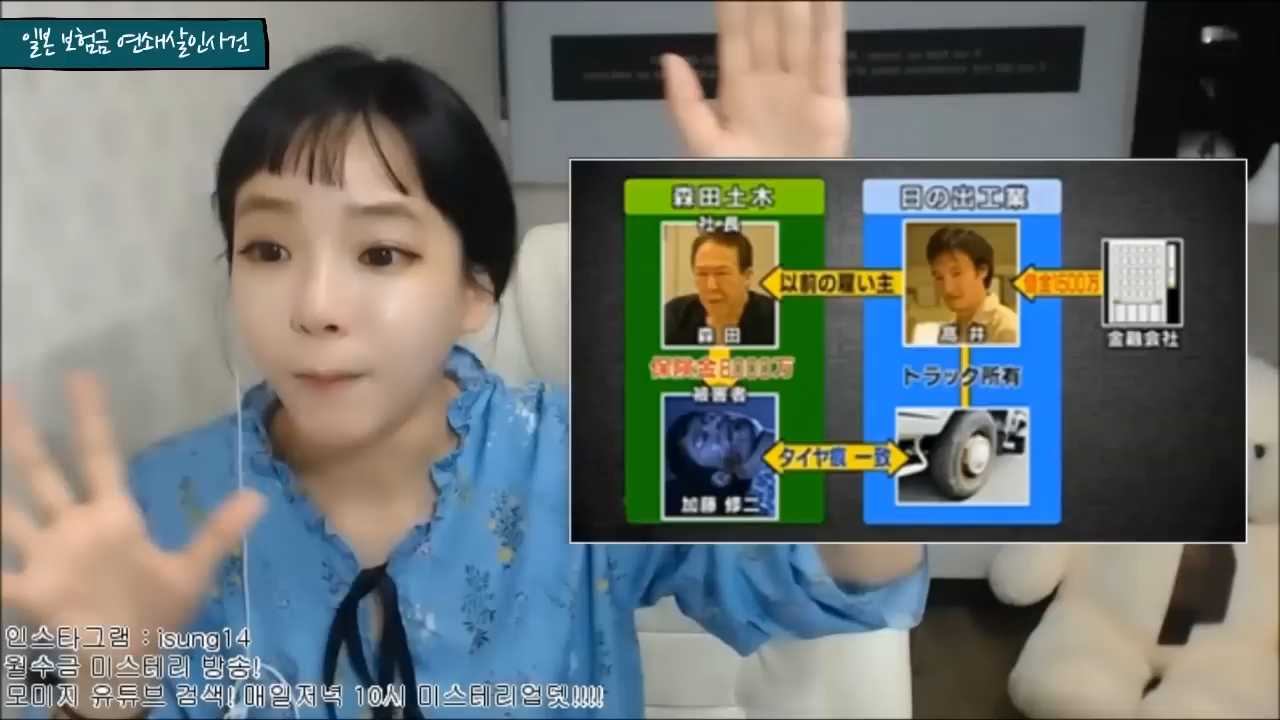 일본 보험금 연쇄살인사건
森田土木
社長
森田
保険金8000万
被害者
加藤 修二
以前の雇い主
タイヤ痕 一致
日の出工業
高井
トラック所有
借金1500万
金融会社
인스타그램 : isung14
월수금 미스테리 방송!
모미지 유튜브 검색! 매일저녁 10시 미스테리업뎃!!!!